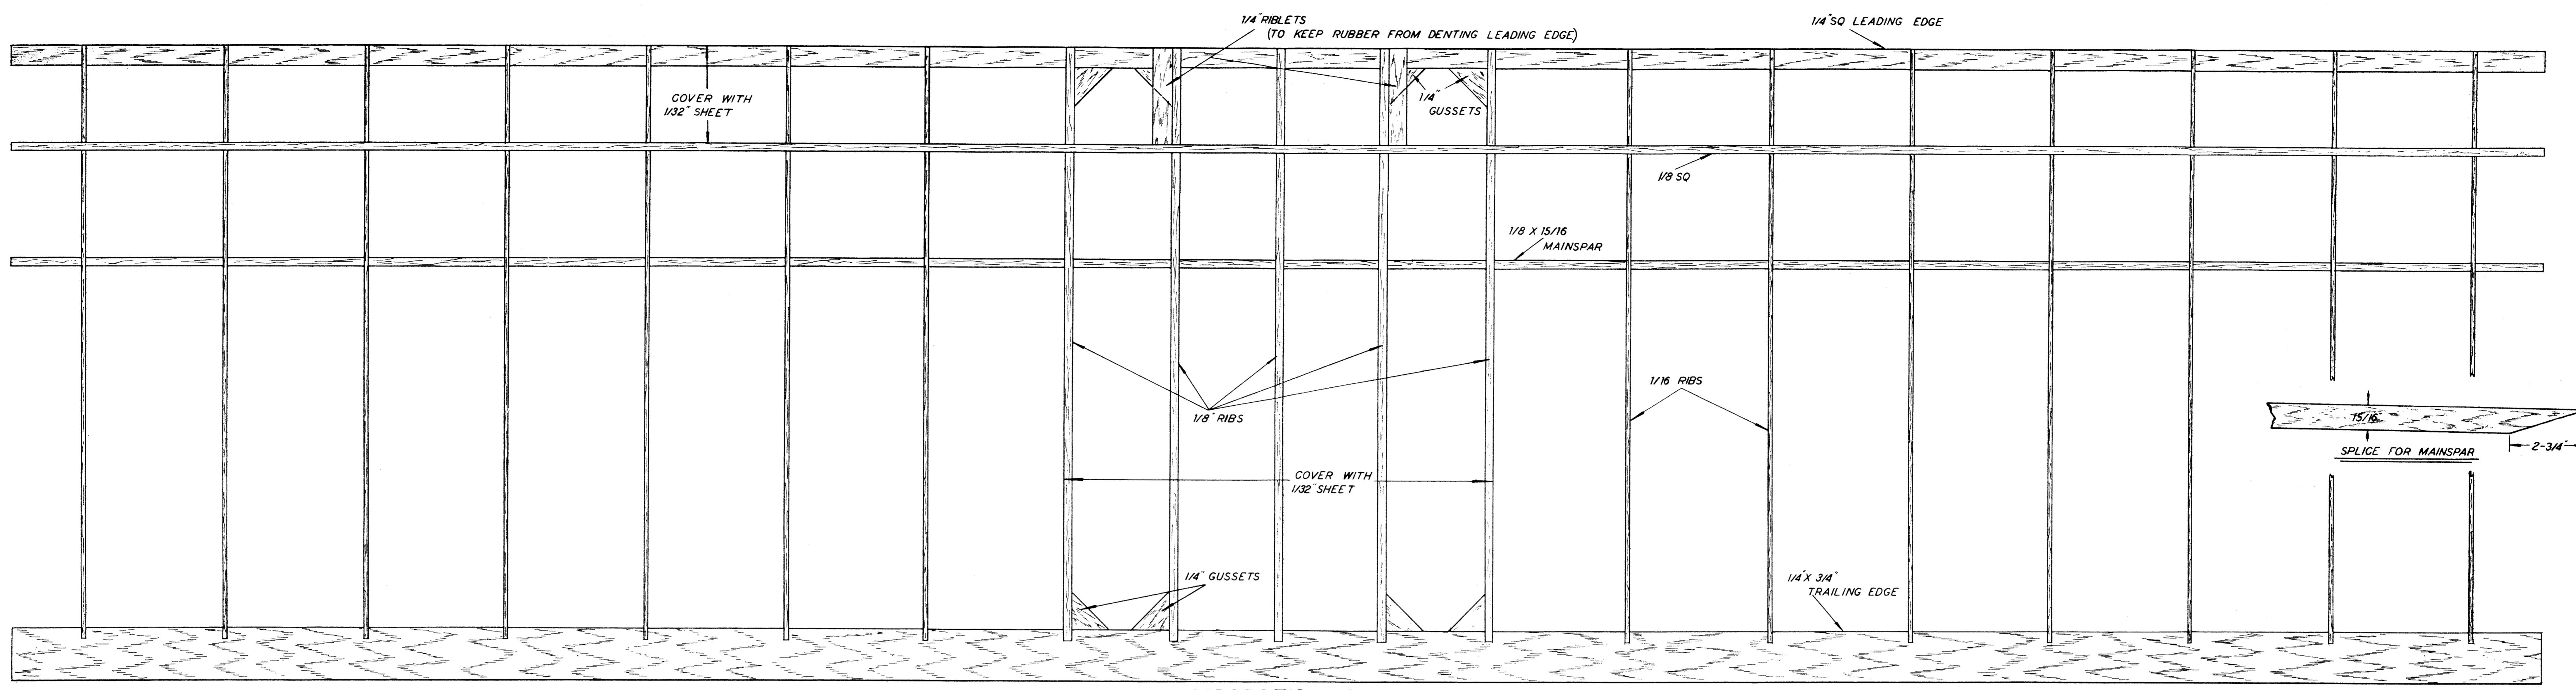 1/4" RIBLETS
(TO KEEP RUBBER FROM DENTING LEADING EDGE)
1/4" SQ LEADING EDGE
COVER WITH
1/32" SHEET
1/4"
GUSSETS
1/8 SQ
1/8 X 15/16
MAINSPAR
1/16 RIBS
1/8" RIBS
15/16
2-3/4"
SPLICE FOR MAINSPAR
COVER WITH
1/32" SHEET
1/4" GUSSETS
1/4" X 3/4"
TRAILING EDGE